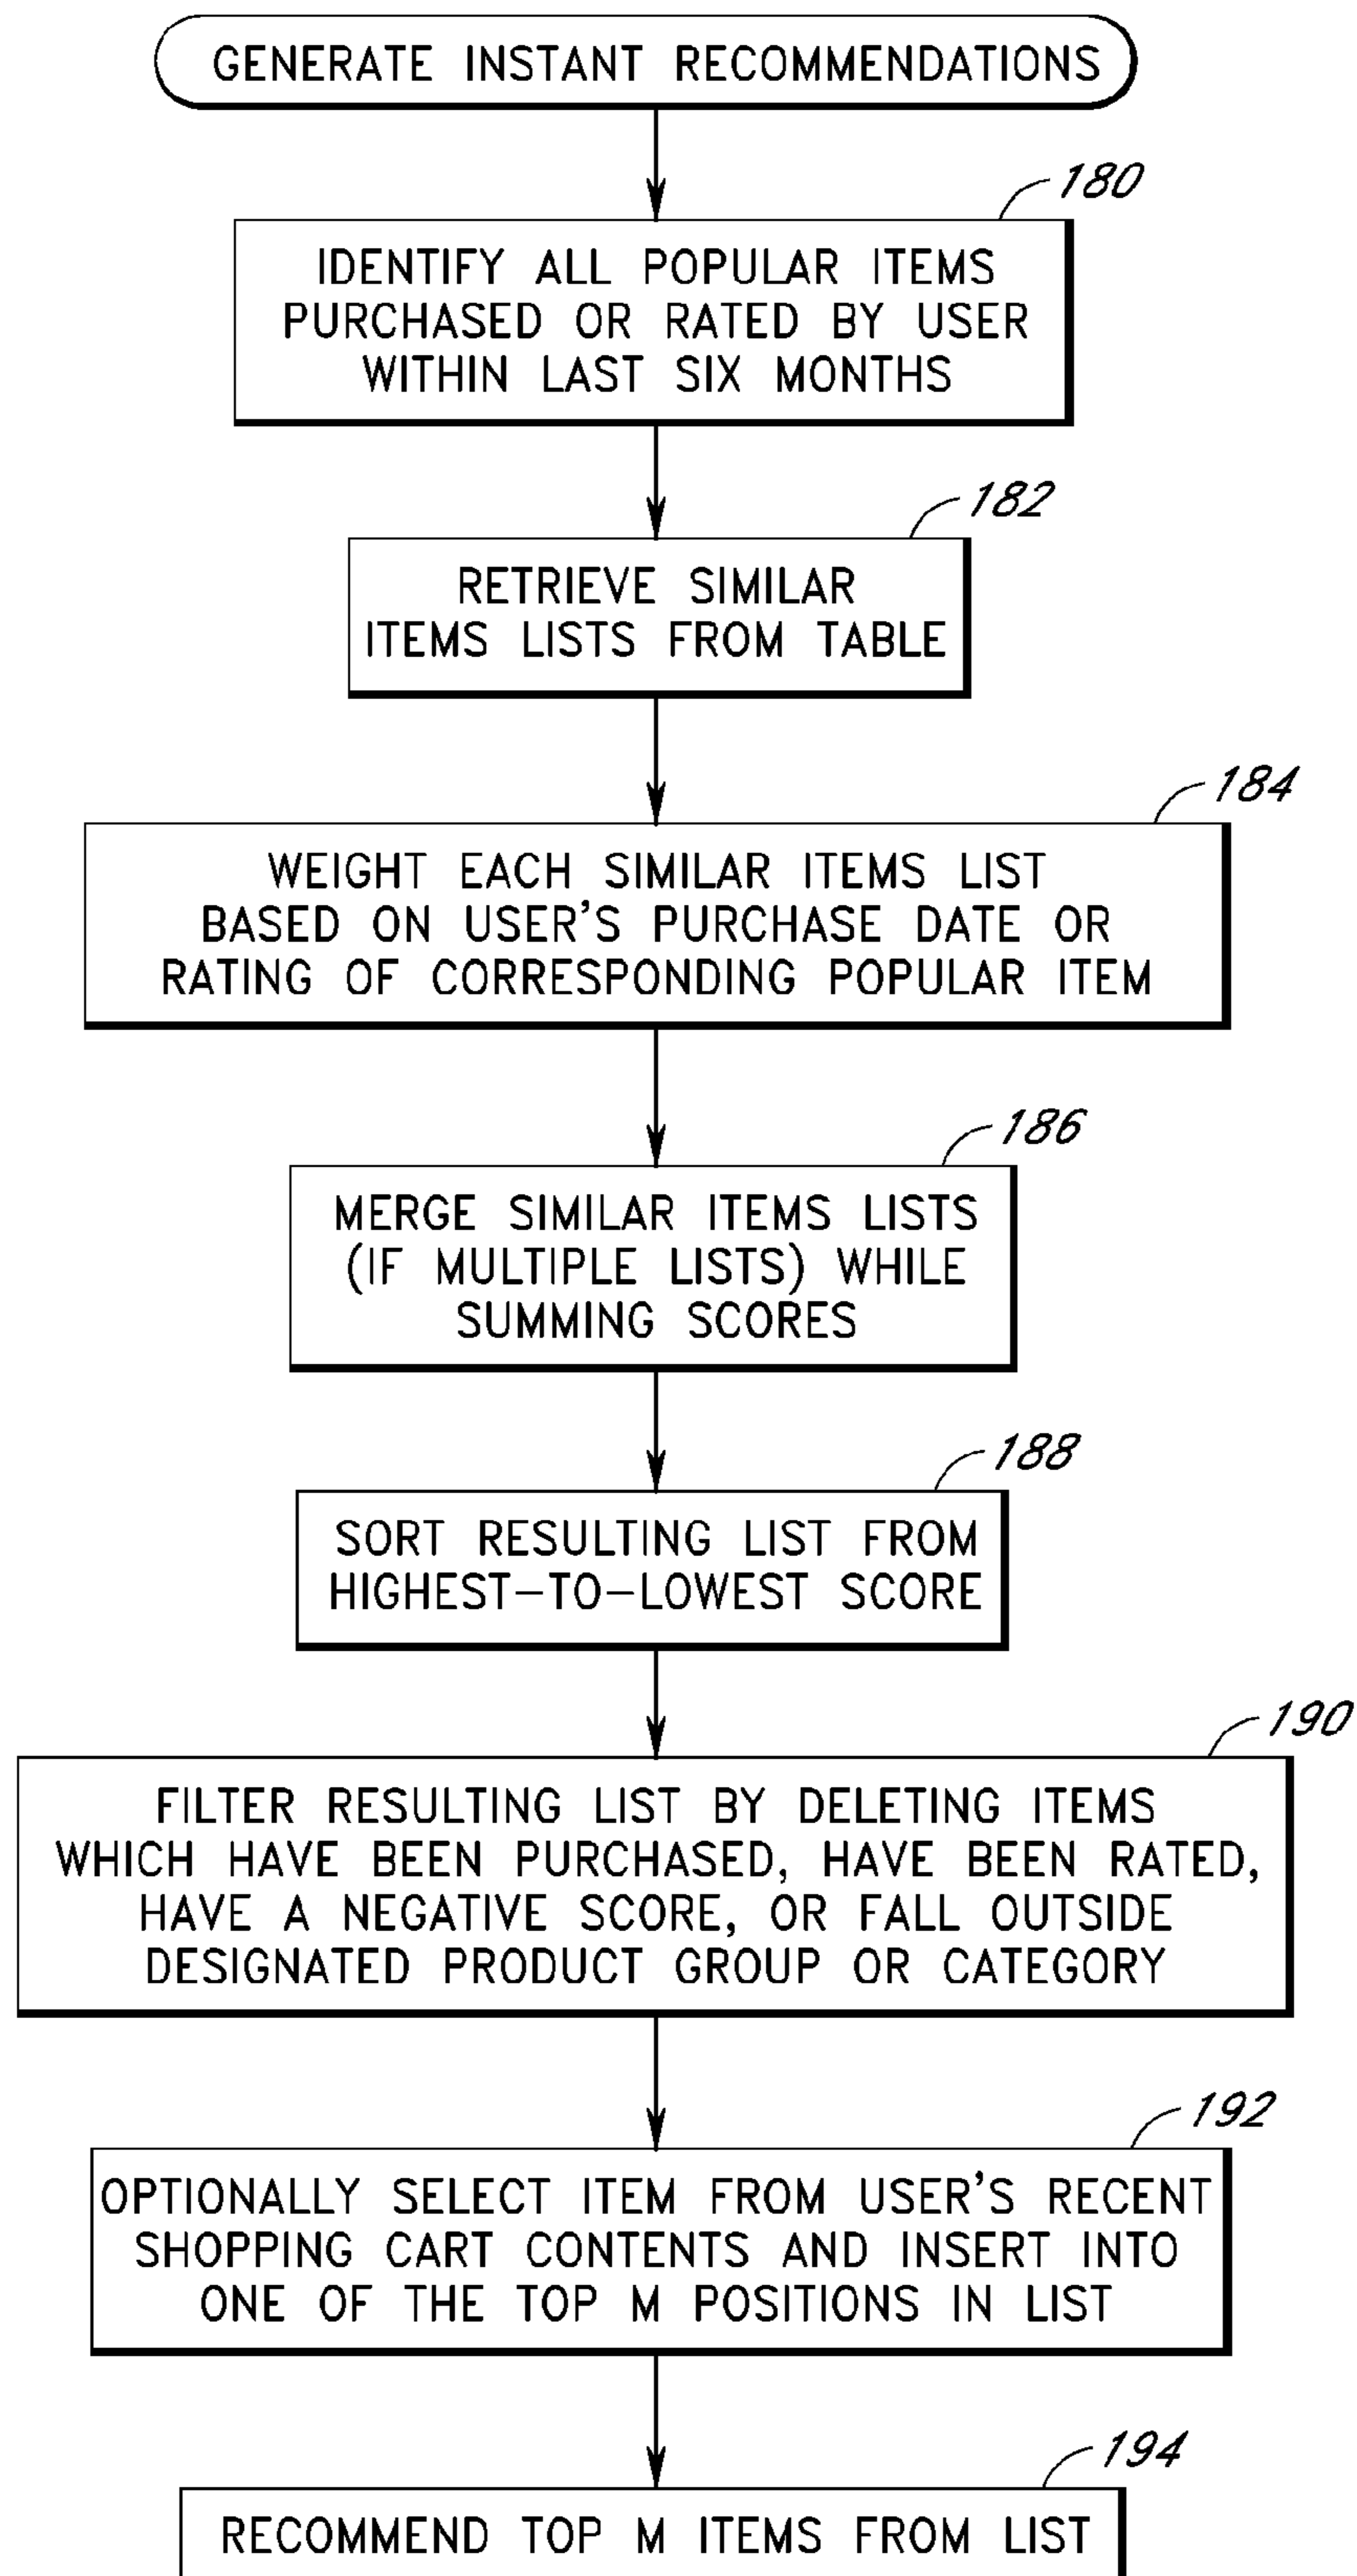 GENERATE INSTANT RECOMMENDATIONS
180
IDENTIFY ALL POPULAR ITEMS
PURCHASED OR RATED BY USER
WITHIN LAST SIX MONTHS
182
RETRIEVE SIMILAR
ITEMS LISTS FROM TABLE
184
WEIGHT EACH SIMILAR ITEMS LIST
BASED ON USER'S PURCHASE DATE OR
RATING OF CORRESPONDING POPULAR ITEM
186
MERGE SIMILAR ITEMS LISTS
(IF MULTIPLE LISTS) WHILE
SUMMING SCORES
188
SORT RESULTING LIST FROM
HIGHEST-TO-LOWEST SCORE
190
FILTER RESULTING LIST BY DELETING ITEMS
WHICH HAVE BEEN PURCHASED, HAVE BEEN RATED,
HAVE A NEGATIVE SCORE, OR FALL OUTSIDE
DESIGNATED PRODUCT GROUP OR CATEGORY
192
OPTIONALLY SELECT ITEM FROM USER'S RECENT
SHOPPING CART CONTENTS AND INSERT INTO
ONE OF THE TOP M POSITIONS IN LIST
194
RECOMMEND TOP M ITEMS FROM LIST